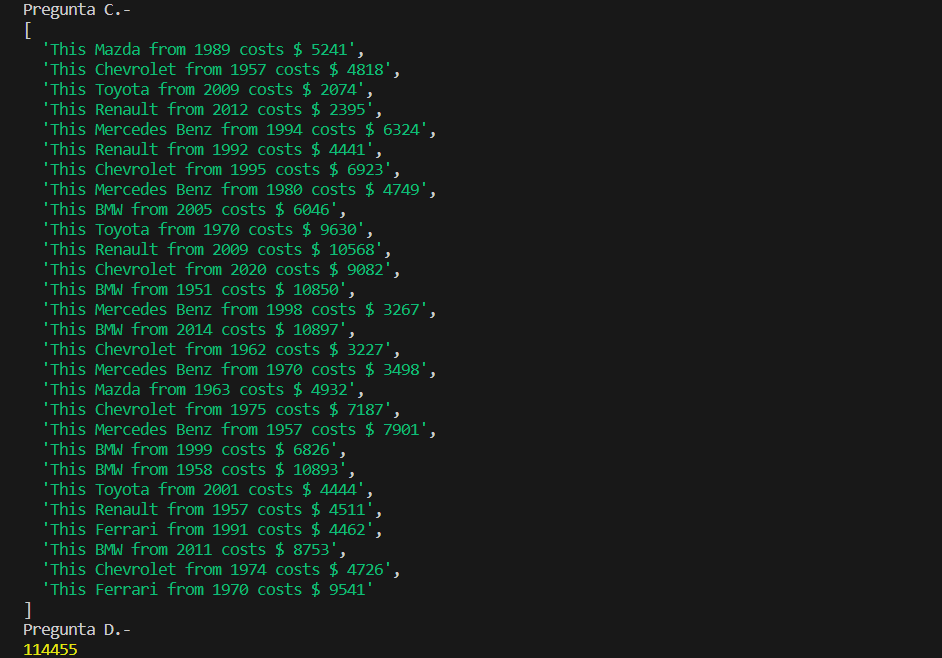 Pregunta C.-
[
'This Mazda from 1989 costs $ 5241',
'This Chevrolet from 1957 costs $ 4818',
'This Toyota from 2009 costs $ 2074',
'This Renault from 2012 costs $ 2395',
'This Mercedes Benz from 1994 costs $ 6324',
'This Renault from 1992 costs $ 4441',
'This Chevrolet from 1995 costs $ 6923',
'This Mercedes Benz from 1980 costs $ 4749',
'This BMW from 2005 costs $ 6046',
'This Toyota from 1970 costs $ 9630',
'This Renault from 2009 costs $ 10568',
'This Chevrolet from 2020 costs $ 9082',
'This BMW from 1951 costs $ 10850',
'This Mercedes Benz from 1998 costs $ 3267',
'This BMW from 2014 costs $ 10897',
'This Chevrolet from 1962 costs $ 3227',
'This Mercedes Benz from 1970 costs $ 3498',
'This Mazda from 1963 costs $ 4932',
'This Chevrolet from 1975 costs $ 7187',
'This Mercedes Benz from 1957 costs $ 7901',
'This BMW from 1999 costs $ 6826',
'This BMW from 1958 costs $ 10893',
'This Toyota from 2001 costs $ 4444',
'This Renault from 1957 costs $ 4511',
'This Ferrari from 1991 costs $ 4462',
'This BMW from 2011 costs $ 8753',
'This Chevrolet from 1974 costs $ 4726',
'This Ferrari from 1970 costs $ 9541'
]
Pregunta D.-
114455